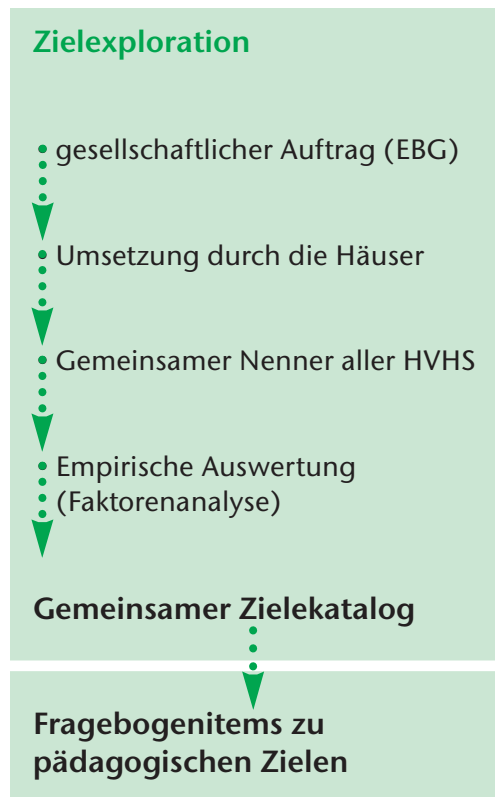 Zielexploration
gesellschaftlicher Auftrag (EBG)
Umsetzung durch die Häuser
Gemeinsamer Nenner aller HVHS
Empirische Auswertung
(Faktorenanalyse)
Gemeinsamer Zielekatalog
Fragebogenitems zu
pädagogischen Zielen